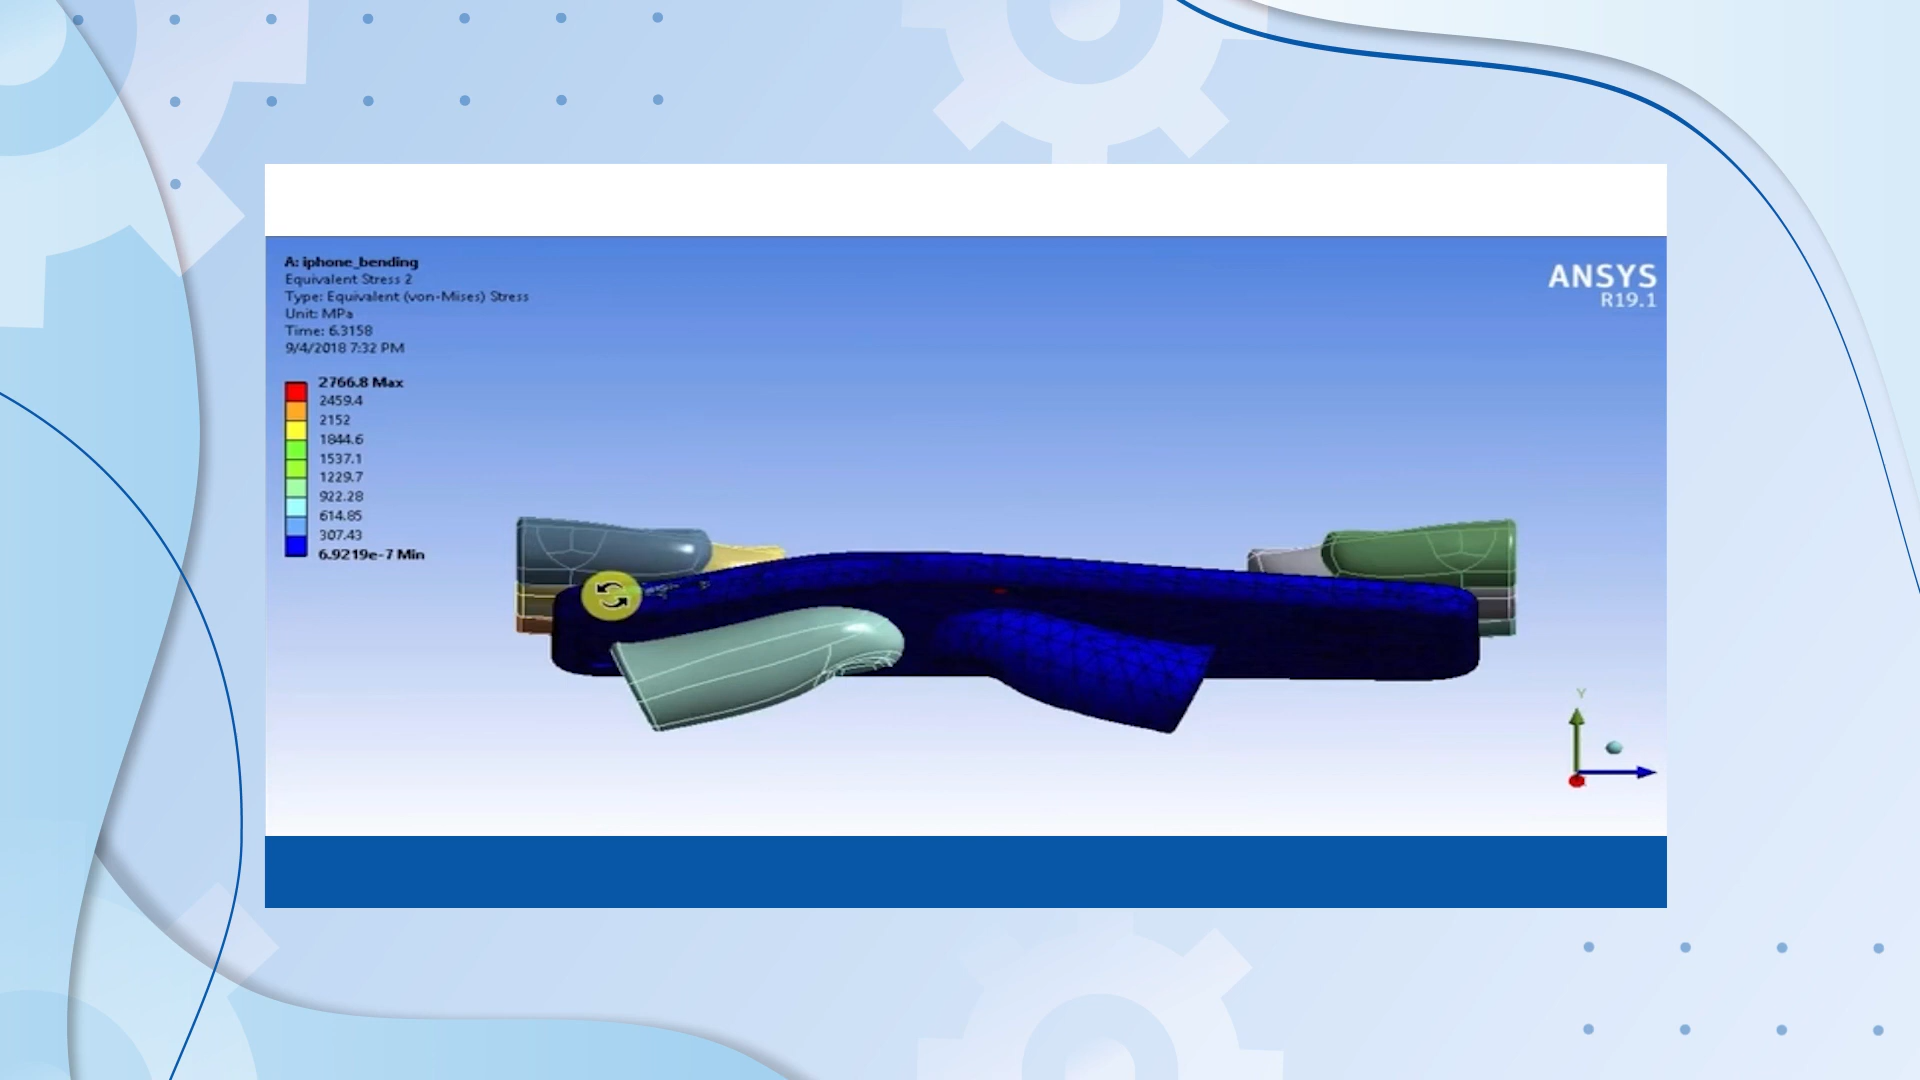 A: iphone_bending
Equivalent Stress 2
Type: Equivalent (von-Mises) Stress
Unit: MPa
Time: 6.3158
9/4/2018 7:32 PM
2766.8 Max
2459.4
2152
1844.6
1537.1
1229.7
922.28
614.85
307.43
6.9219e-7 Min
ANSYS
R19.1
Y